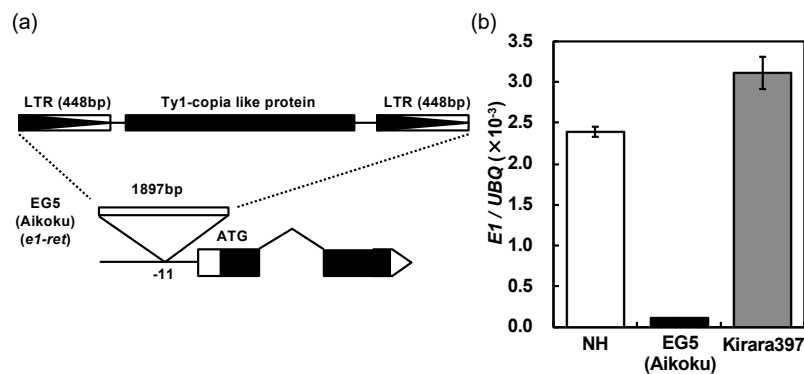 (a)
LTR (448bp) Ty1-copia like protein LTR (448bp)
1897bp
EG5
(Aikoku)
(e1-ret)
ATG
-11
(b)
E1 / UBQ (×10⁻³)
3.5
3.0
2.5
2.0
1.5
1.0
0.5
0.0
NH EG5 Kirara397
(Aikoku)